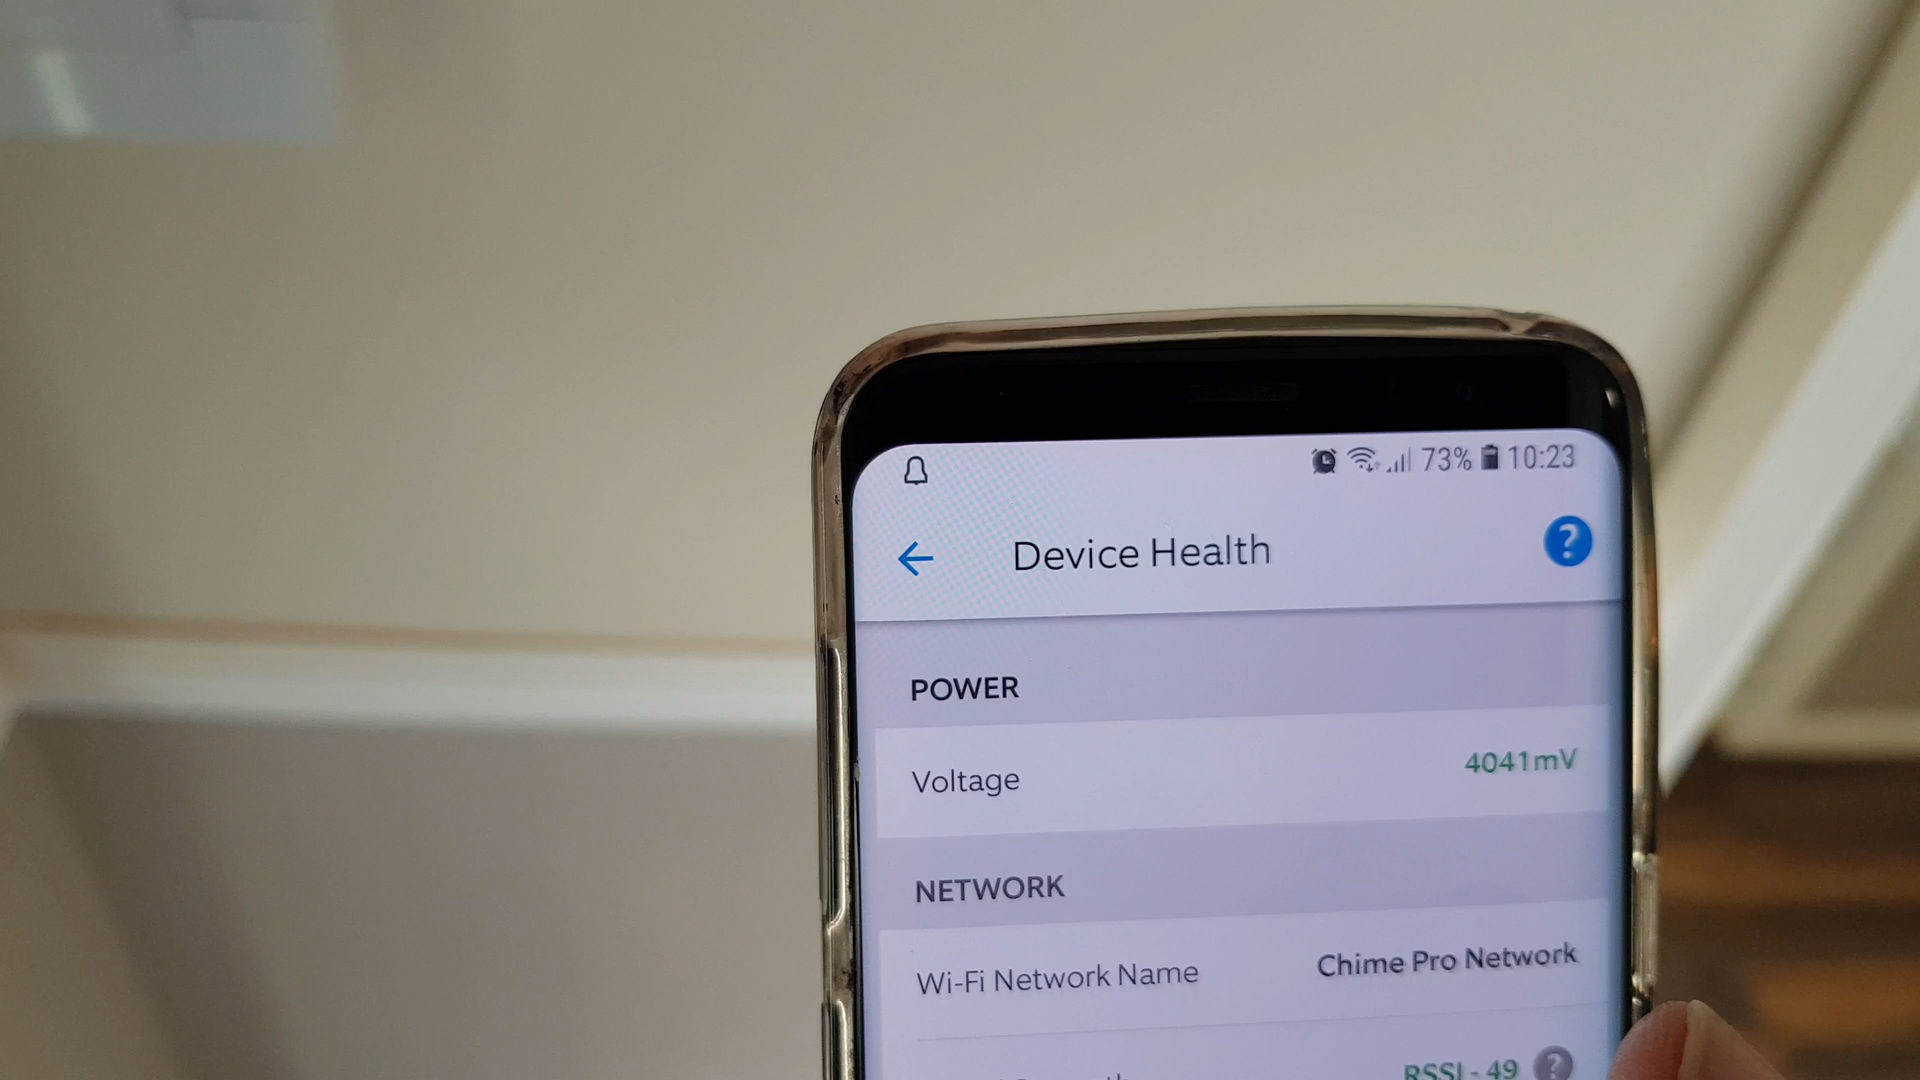 73% 10:23
Device Health
?
POWER
Voltage 4041mV
NETWORK
Wi-Fi Network Name Chime Pro Network
RSSI - 49 ?